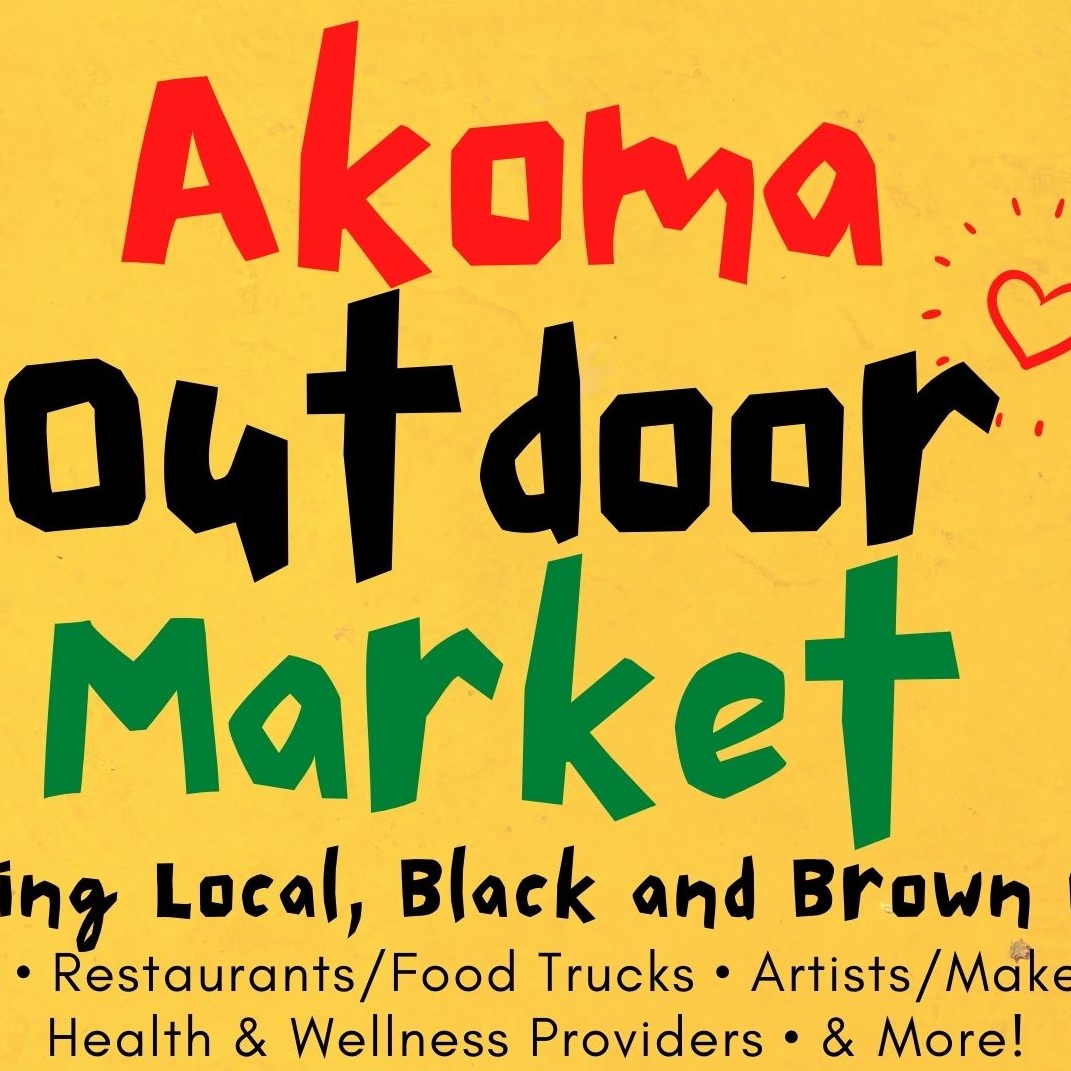 Akoma
Outdoor
Market
ing Local, Black and Brown
• Restaurants/Food Trucks • Artists/Make
Health & Wellness Providers • & More!